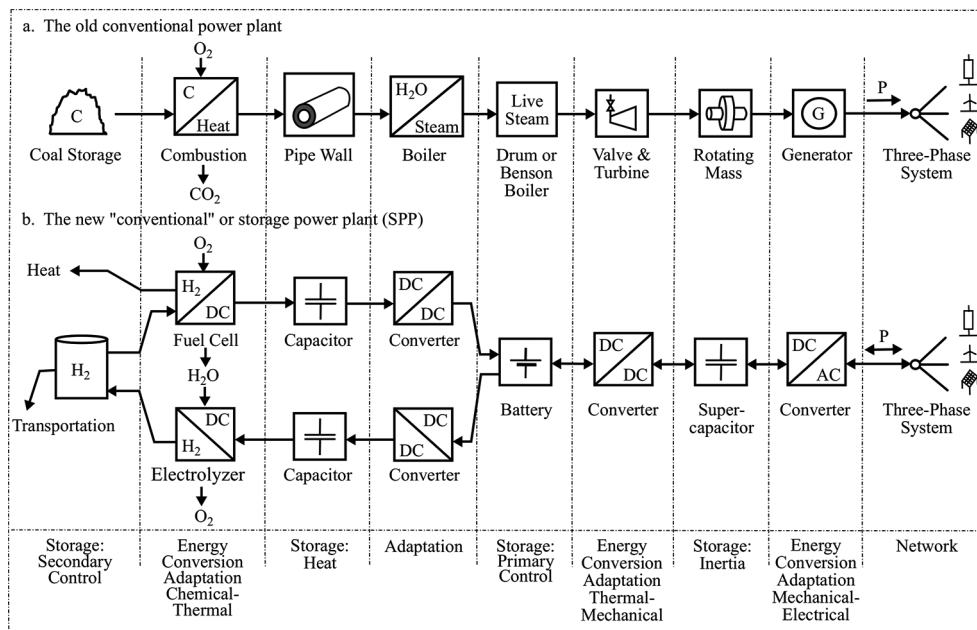 a. The old conventional power plant
O2
C
C
Heat
H2O
Steam
Live
Steam
G
P
Coal Storage
Combustion
Pipe Wall
Boiler
Drum or
Benson
Boiler
Valve &
Turbine
Rotating
Mass
Generator
Three-Phase
System
CO2
b. The new "conventional" or storage power plant (SPP)
O2
Heat
H2
DC
DC
DC
Fuel Cell
Capacitor
Converter
H2
H2O
DC
DC
DC
AC
P
Transportation
Battery
Converter
Super-
capacitor
Converter
Three-Phase
System
DC
H2
DC
DC
Electrolyzer
Capacitor
Converter
O2
Storage:
Secondary
Control
Energy
Conversion
Adaptation
Chemical-
Thermal
Storage:
Heat
Adaptation
Storage:
Primary
Control
Energy
Conversion
Adaptation
Thermal-
Mechanical
Storage:
Inertia
Energy
Conversion
Adaptation
Mechanical-
Electrical
Network